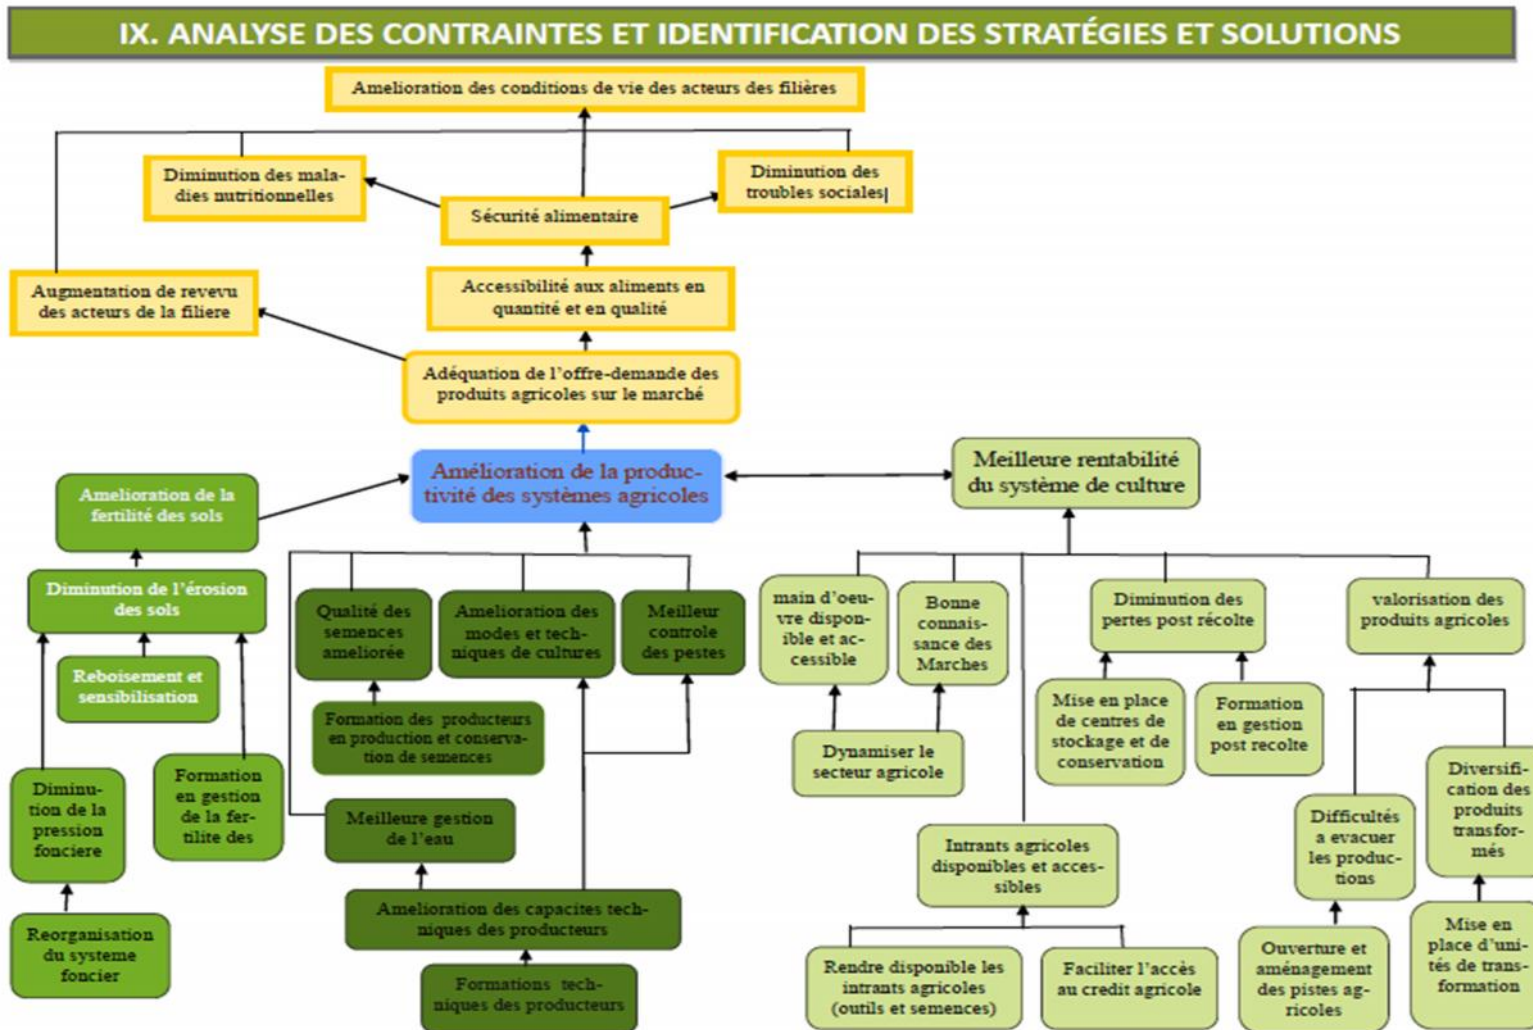 IX. ANALYSE DES CONTRAINTES ET IDENTIFICATION DES STRATÉGIES ET SOLUTIONS
Amelioration des conditions de vie des acteurs des filières
Diminution des mala-
dies nutritionnelles
Sécurité alimentaire
Diminution des
troubles sociales
Augmentation de revevu
des acteurs de la filiere
Accessibilité aux aliments en
quantité et en qualité
Adéquation de l'offre-demande des
produits agricoles sur le marché
Amélioration de la produc-
tivité des systèmes agricoles
Meilleure rentabilité
du système de culture
Amelioration de la
fertilité des sols
Diminution de l'érosion
des sols
Reboisement et
sensibilisation
Diminu-
tion de la
pression
fonciere
Formation
en gestion
de la fer-
tilite des
Reorganisation
du systeme
foncier
Qualité des
semences
ameliorée
Amelioration des
modes et tech-
niques de cultures
Meilleur
controle
des pestes
Formation des producteurs
en production et conserva-
tion de semences
Meilleure gestion
de l'eau
Amelioration des capacites tech-
niques des producteurs
Formations tech-
niques des producteurs
main d'oeu-
vre dispon-
ible et ac-
cessible
Bonne
connais-
sance des
Marches
Dynamiser le
secteur agricole
Diminution des
pertes post récolte
Mise en place
de centres de
stockage et de
conservation
Formation
en gestion
post recolte
valorisation des
produits agricoles
Intrants agricoles
disponibles et acces-
sibles
Rendre disponible les
intrants agricoles
(outils et semences)
Faciliter l'accès
au credit agricole
Difficultés
a evacuer
les produc-
tions
Diversifi-
cation des
produits
transfor-
més
Ouverture et
aménagement
des pistes ag-
ricoles
Mise en
place d'uni-
tés de trans-
formation